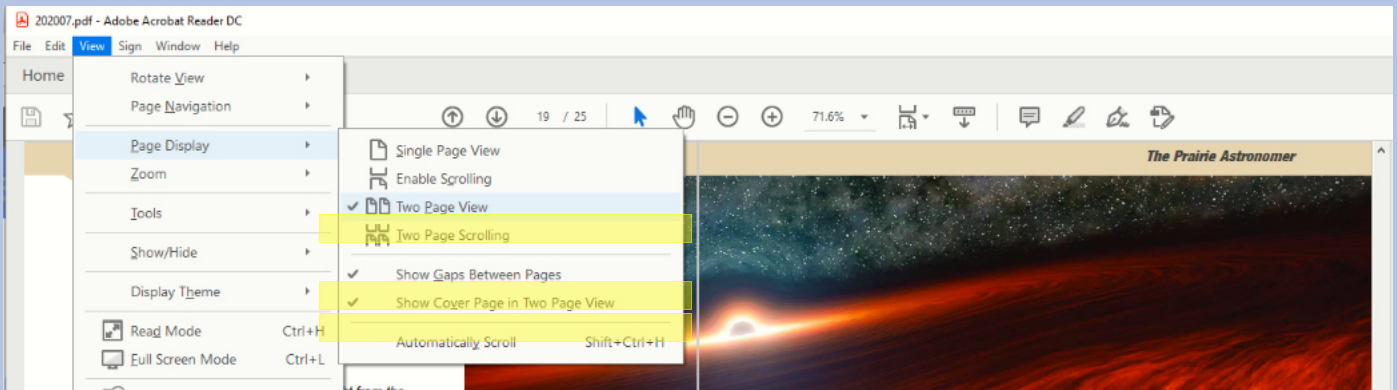 202007.pdf - Adobe Acrobat Reader DC
File Edit View Sign Window Help
Home
19 / 25
71.6%
Rotate View
Page Navigation
Page Display
Zoom
Tools
Show/Hide
Display Theme
Read Mode Ctrl+H
Full Screen Mode Ctrl+L
Single Page View
Enable Scrolling
Two Page View
Two Page Scrolling
Show Gaps Between Pages
Show Cover Page in Two Page View
Automatically Scroll Shift+Ctrl+H
The Prairie Astronomer
from the